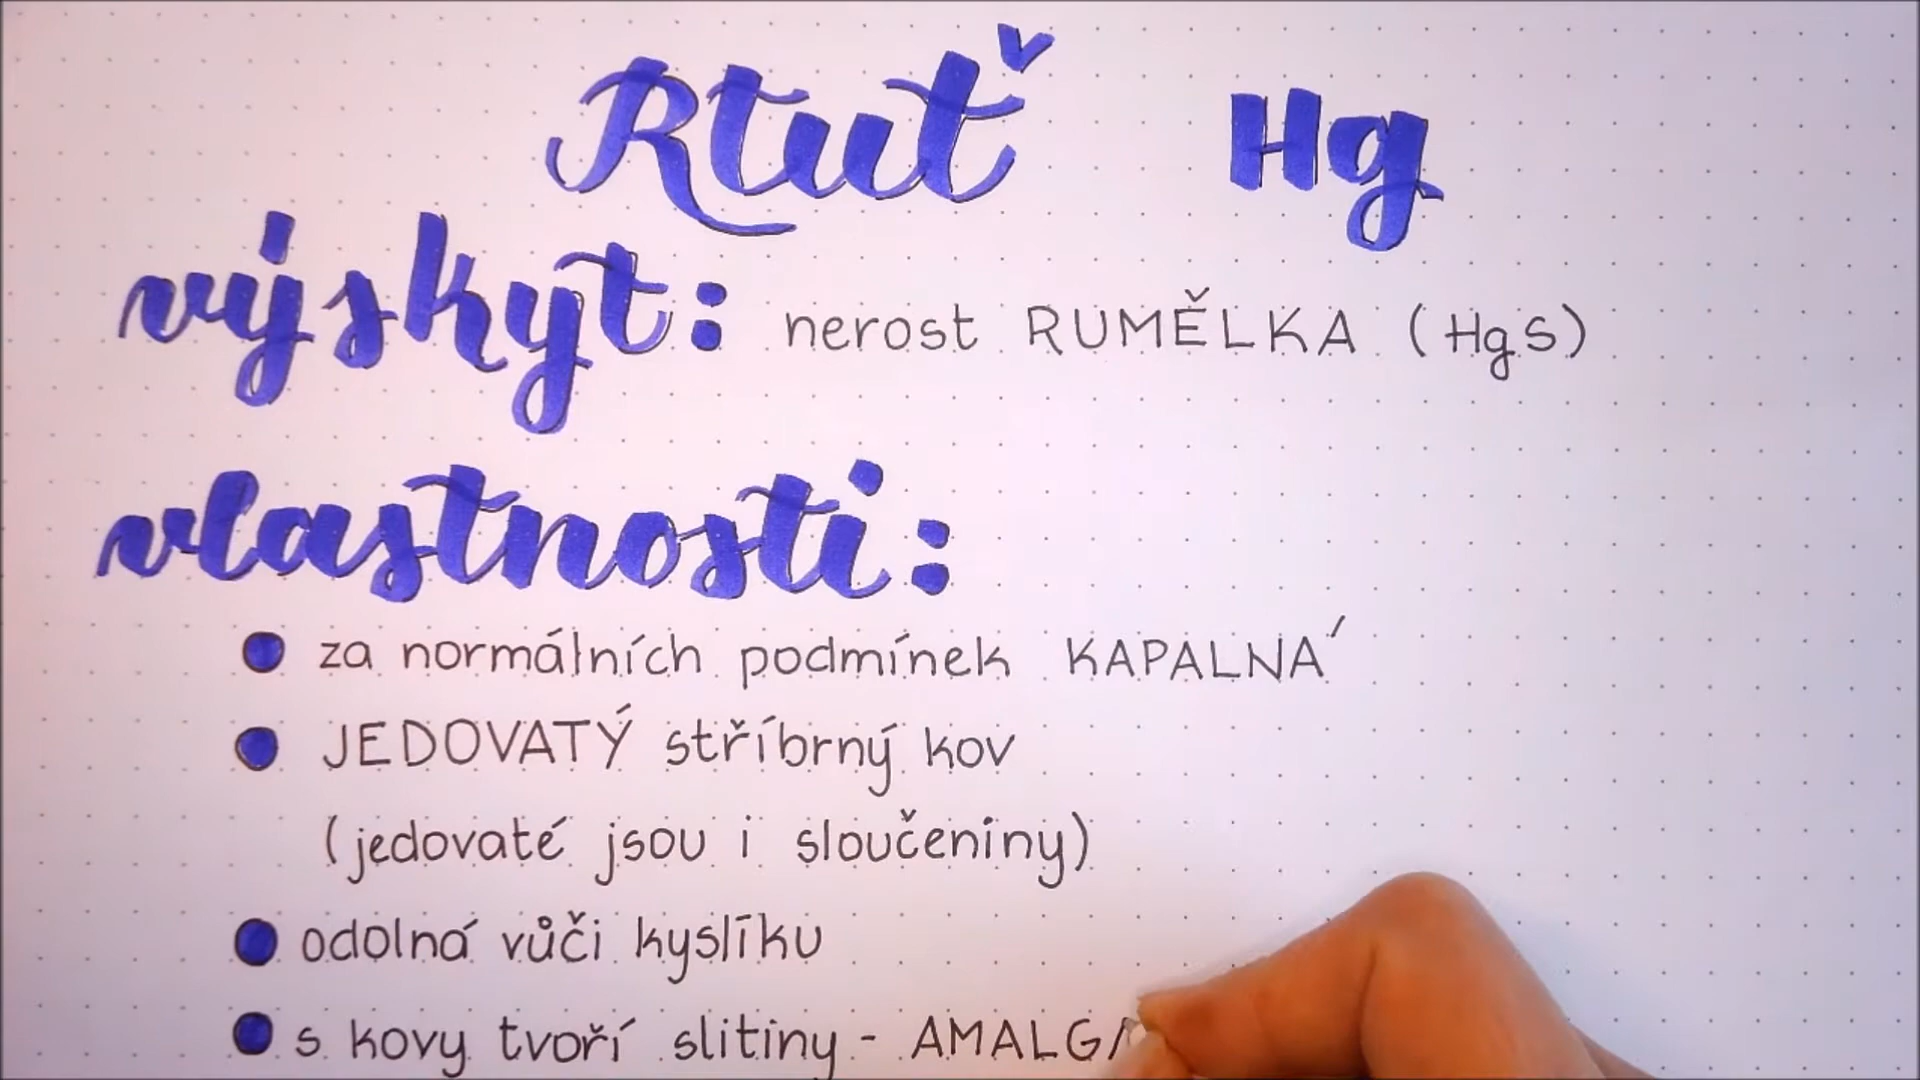 Rtuť Hg
výskyt: nerost RUMĚLKA (HgS)
vlastnosti:
za normálních podmínek KAPALNÁ
JEDOVATÝ stříbrný kov
(jedovaté jsou i sloučeniny)
odolná vůči kyslíku
s kovy tvoří slitiny - AMALGA